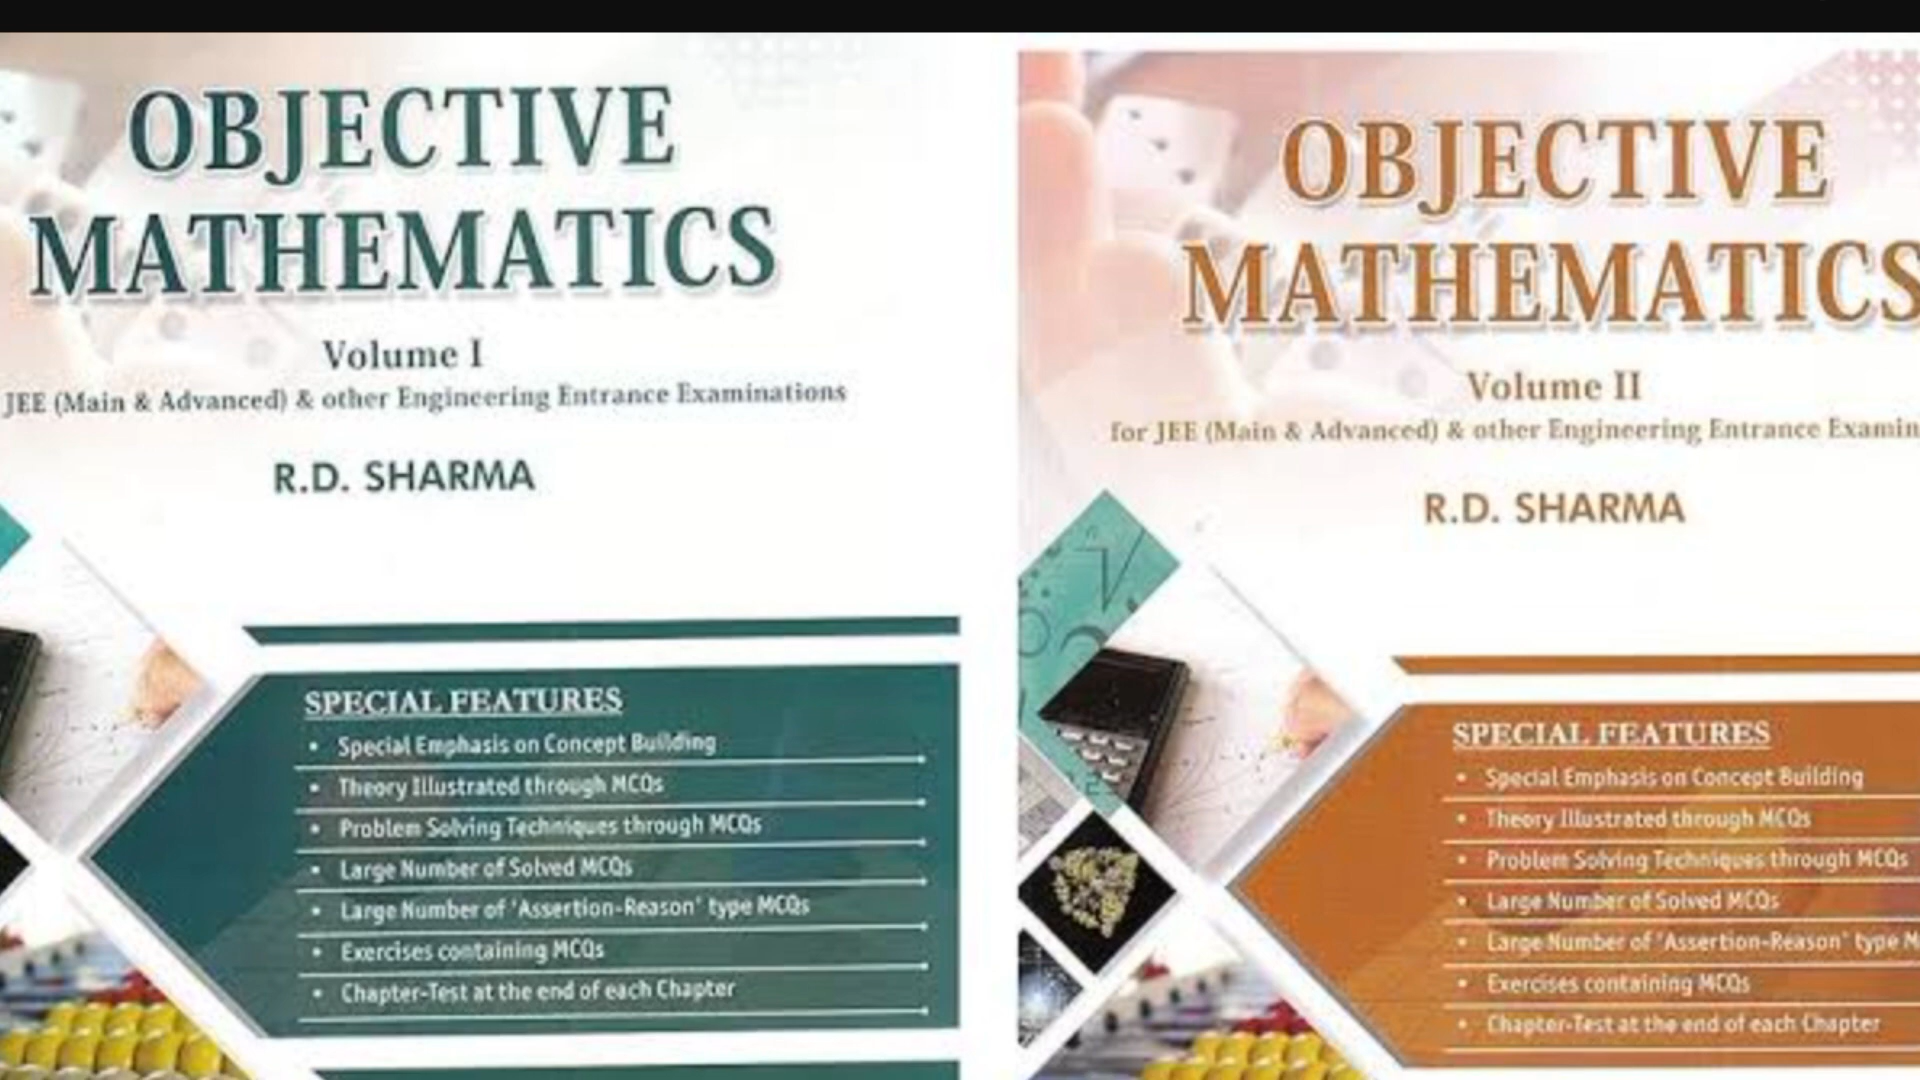 OBJECTIVE
MATHEMATICS
Volume I
JEE (Main & Advanced) & other Engineering Entrance Examinations
R.D. SHARMA
SPECIAL FEATURES
• Special Emphasis on Concept Building
• Theory Illustrated through MCQs
• Problem Solving Techniques through MCQs
• Large Number of Solved MCQs
• Large Number of 'Assertion-Reason' type MCQs
• Exercises containing MCQs
• Chapter-Test at the end of each Chapter
OBJECTIVE
MATHEMATICS
Volume II
for JEE (Main & Advanced) & other Engineering Entrance Examin
R.D. SHARMA
SPECIAL FEATURES
• Special Emphasis on Concept Building
• Theory Illustrated through MCQs
• Problem Solving Techniques through MCQs
• Large Number of Solved MCQs
• Large Number of 'Assertion-Reason' type M
• Exercises containing MCQs
• Chapter-Test at the end of each Chapter